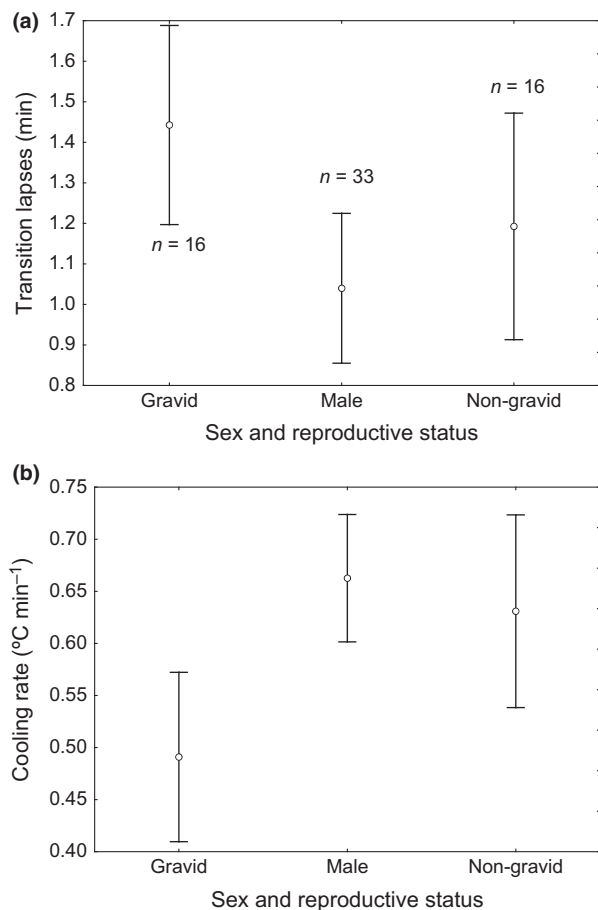 (a)
Transition lapses (min)
1.7
1.6
1.5
1.4
1.3
1.2
1.1
1.0
0.9
0.8
n = 16
n = 33
n = 16
Gravid Male Non-gravid
Sex and reproductive status
(b)
Cooling rate (ºC min⁻¹)
0.75
0.70
0.65
0.60
0.55
0.50
0.45
0.40
Gravid Male Non-gravid
Sex and reproductive status